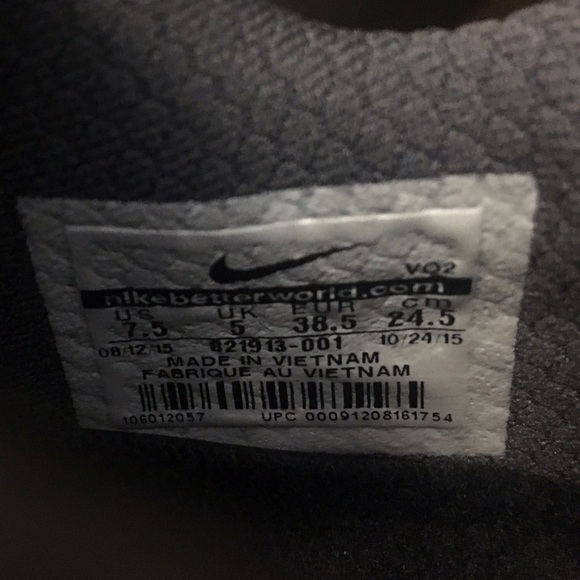 VO2
nikebetterworld.com
US UK EUR cm
7.5 5 38.5 24.5
08/12/15 821913-001 10/24/15
MADE IN VIETNAM
FABRIQUE AU VIETNAM
106012057 UPC 00091208161754